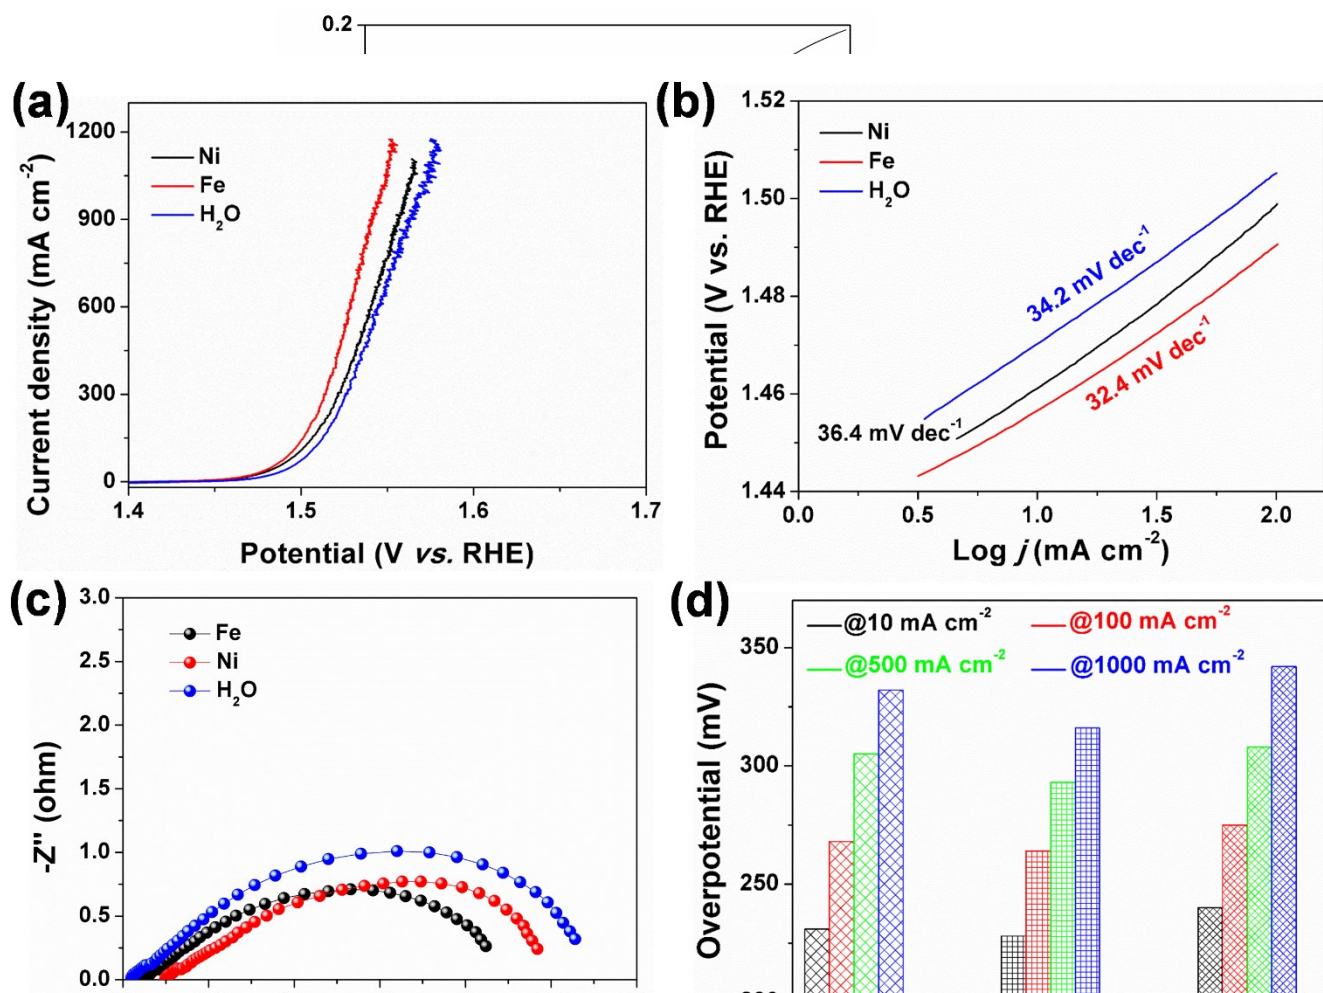 0.2
(a)
1200
900
600
300
0
Ni
Fe
H₂O
1.4 1.5 1.6 1.7
Current density (mA cm⁻²)
Potential (V vs. RHE)
(b)
1.52
1.50
1.48
1.46
1.44
Ni
Fe
H₂O
34.2 mV dec⁻¹
32.4 mV dec⁻¹
36.4 mV dec⁻¹
0.0 0.5 1.0 1.5 2.0
Potential (V vs. RHE)
Log j (mA cm⁻²)
(c)
3.0
2.5
2.0
1.5
1.0
0.5
0.0
Fe
Ni
H₂O
-Z'' (ohm)
(d)
@10 mA cm⁻² @100 mA cm⁻²
@500 mA cm⁻² @1000 mA cm⁻²
350
300
250
Overpotential (mV)